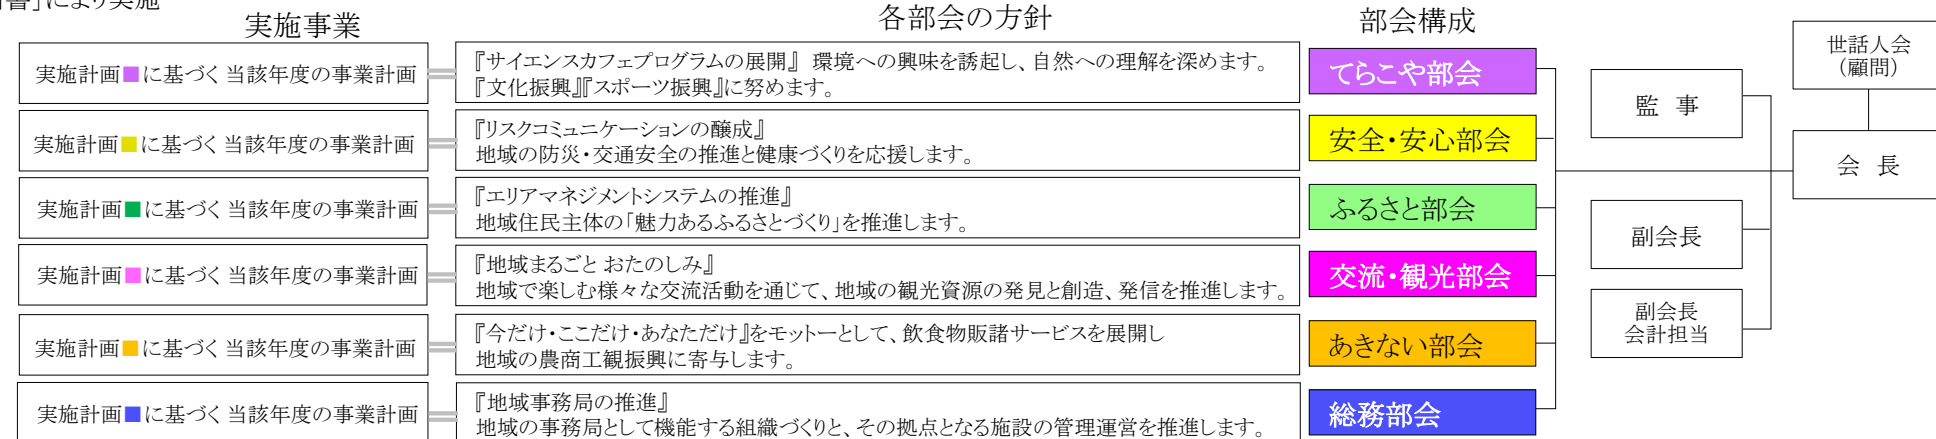 書」により実施
実施事業
各部会の方針
部会構成
実施計画■に基づく当該年度の事業計画
『サイエンスカフェプログラムの展開』 環境への興味を誘起し、自然への理解を深めます。
『文化振興』『スポーツ振興』に努めます。
てらこや部会
実施計画■に基づく当該年度の事業計画
『リスクコミュニケーションの醸成』
地域の防災・交通安全の推進と健康づくりを応援します。
安全・安心部会
実施計画■に基づく当該年度の事業計画
『エリアマネジメントシステムの推進』
地域住民主体の「魅力あるふるさとづくり」を推進します。
ふるさと部会
実施計画■に基づく当該年度の事業計画
『地域まるごと おたのしみ』
地域で楽しむ様々な交流活動を通じて、地域の観光資源の発見と創造、発信を推進します。
交流・観光部会
実施計画■に基づく当該年度の事業計画
『今だけ・ここだけ・あなただけ』をモットーとして、飲食物販諸サービスを展開し
地域の農商工観振興に寄与します。
あきない部会
実施計画■に基づく当該年度の事業計画
『地域事務局の推進』
地域の事務局として機能する組織づくりと、その拠点となる施設の管理運営を推進します。
総務部会
監 事
副会長
副会長
会計担当
世話人会
（顧問）
会 長